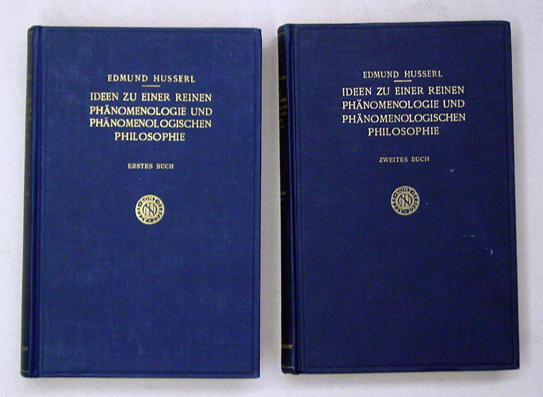 EDMUND HUSSERL
IDEEN ZU EINER REINEN
PHÄNOMENOLOGIE UND
PHÄNOMENOLOGISCHEN
PHILOSOPHIE
ERSTES BUCH
EDMUND HUSSERL
IDEEN ZU EINER REINEN
PHÄNOMENOLOGIE UND
PHÄNOMENOLOGISCHEN
PHILOSOPHIE
ZWEITES BUCH